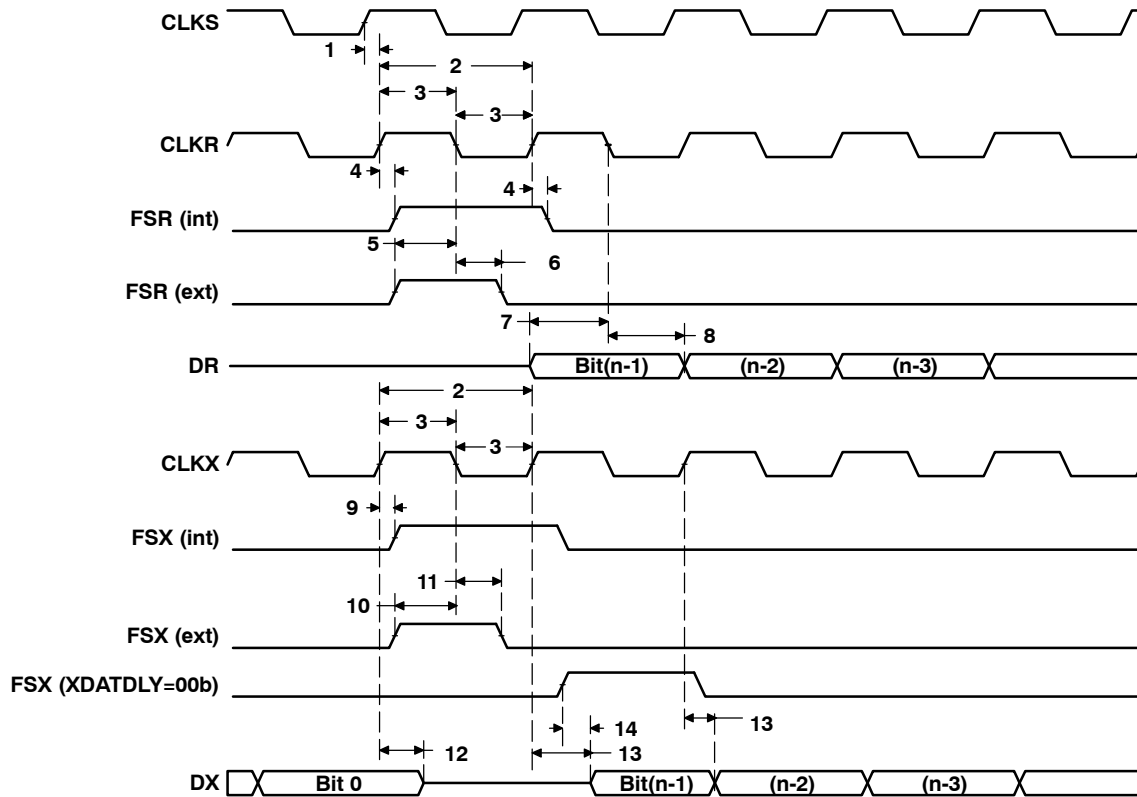 CLKS
1
2
3
3
CLKR
4
4
FSR (int)
5
6
FSR (ext)
7
8
DR Bit(n-1) (n-2) (n-3)
2
3
3
CLKX
9
FSX (int)
11
10
FSX (ext)
FSX (XDATDLY=00b)
14
13
12
13
DX Bit 0 Bit(n-1) (n-2) (n-3)